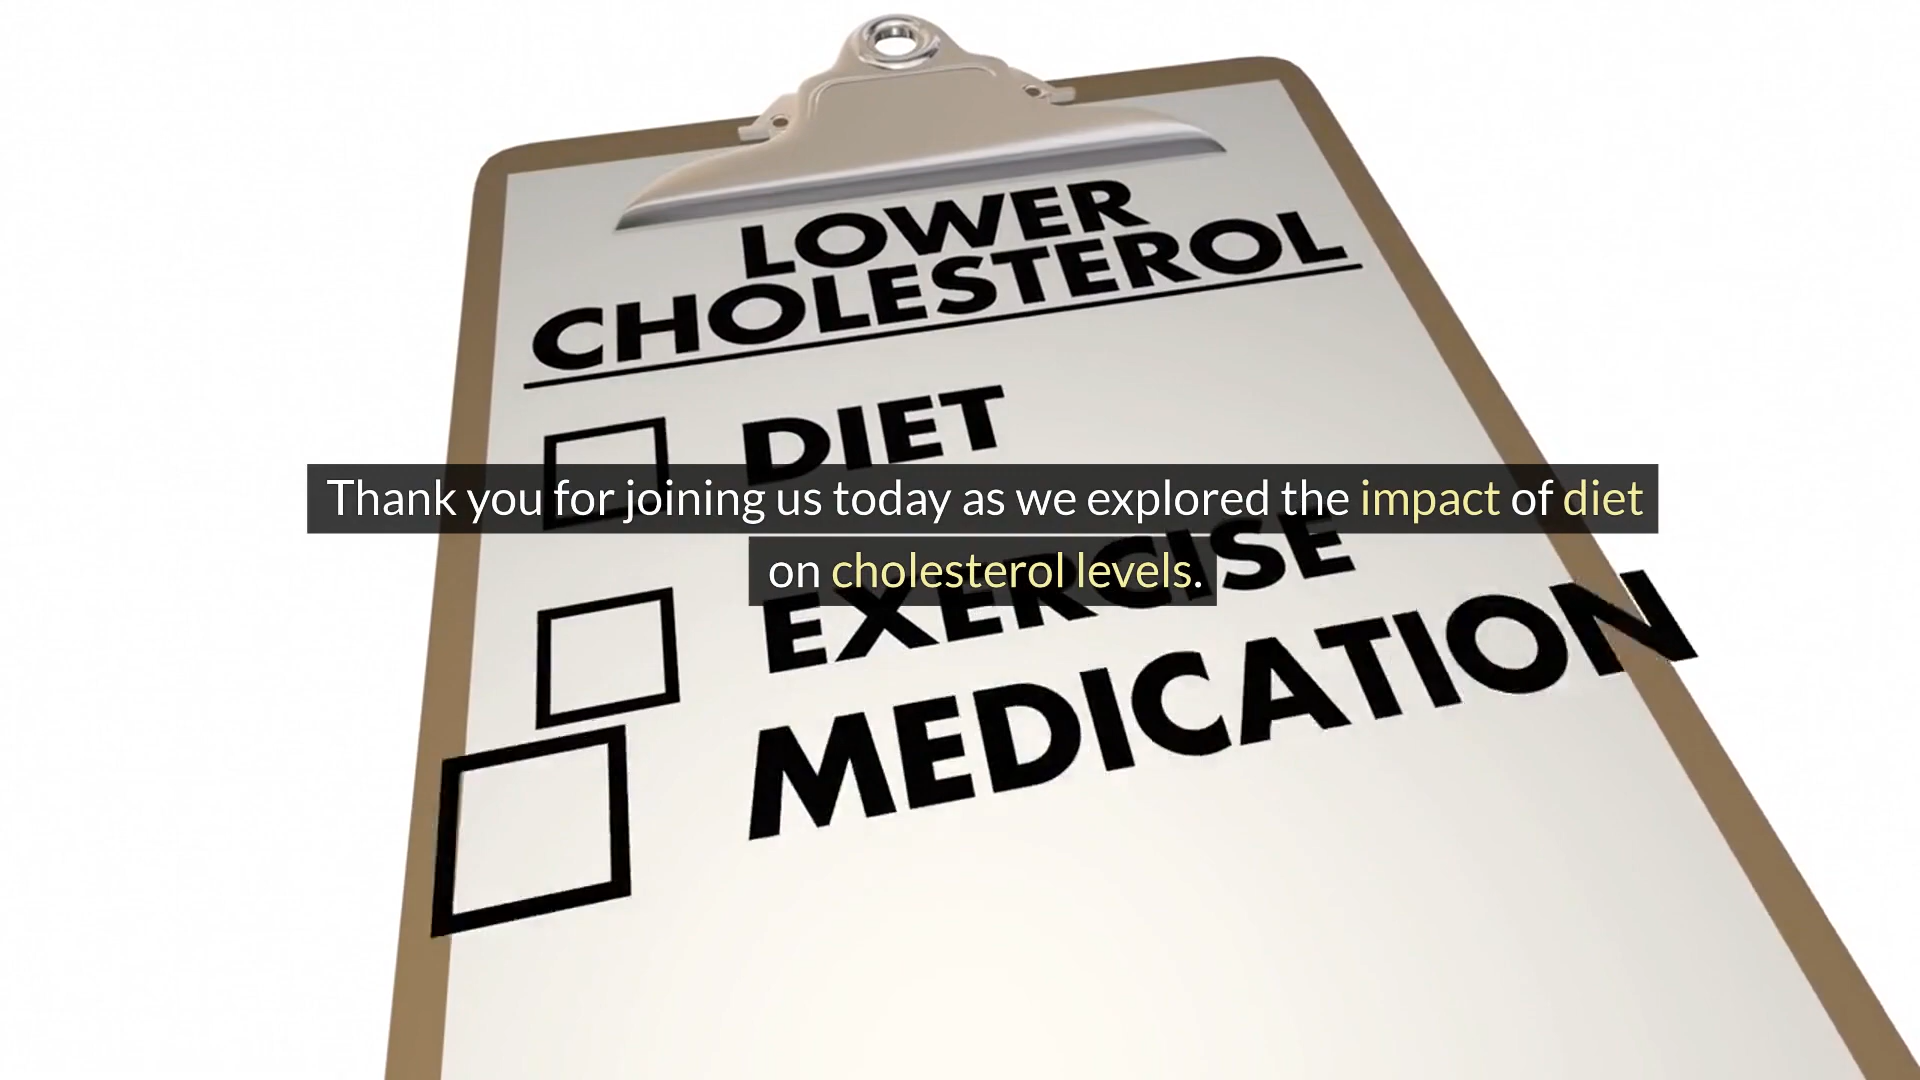 LOWER
CHOLESTEROL
DIET
Thank you for joining us today as we explored the impact of diet
on cholesterol levels.
EXERCISE
MEDICATION